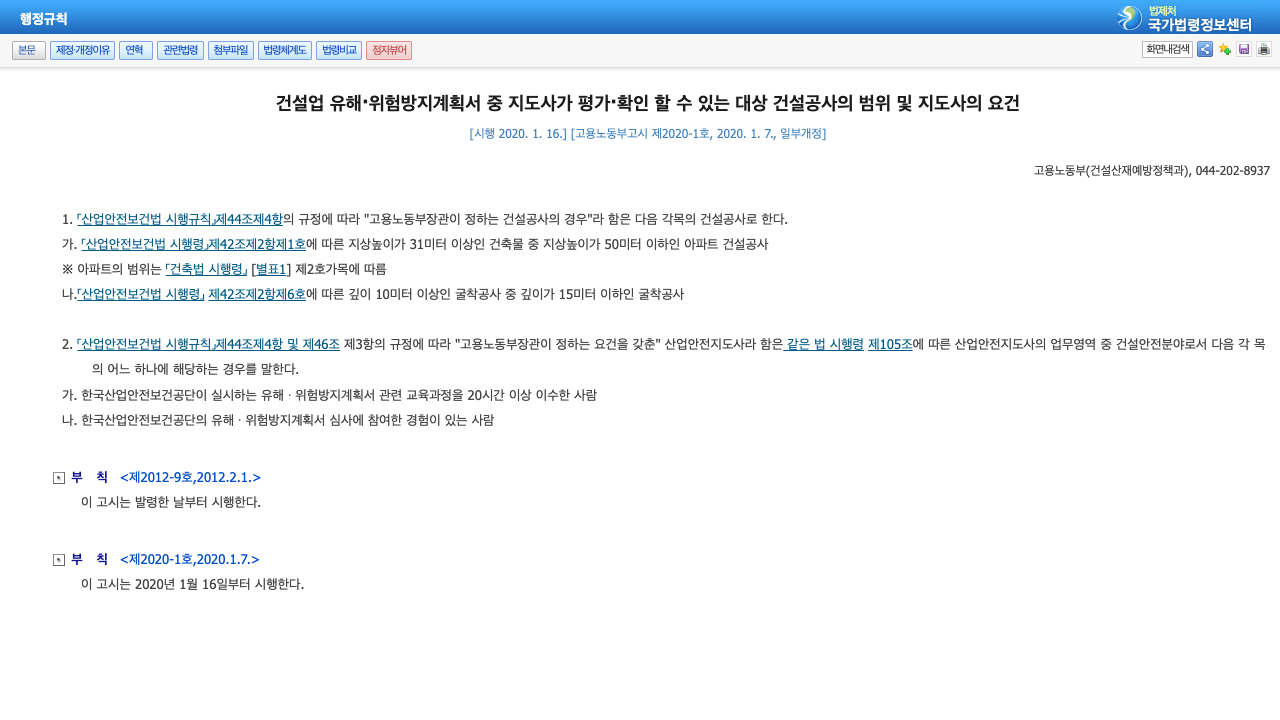 행정규칙
법제처
국가법령정보센터
본문 제정·개정이유 연혁 관련법령 첨부파일 법령체계도 법령비교 점자뷰어 화면내검색
건설업 유해·위험방지계획서 중 지도사가 평가·확인 할 수 있는 대상 건설공사의 범위 및 지도사의 요건
[시행 2020. 1. 16.] [고용노동부고시 제2020-1호, 2020. 1. 7., 일부개정]
고용노동부(건설산재예방정책과), 044-202-8937
1. 「산업안전보건법 시행규칙」제44조제4항의 규정에 따라 "고용노동부장관이 정하는 건설공사의 경우"라 함은 다음 각목의 건설공사로 한다.
가. 「산업안전보건법 시행령」제42조제2항제1호에 따른 지상높이가 31미터 이상인 건축물 중 지상높이가 50미터 이하인 아파트 건설공사
※ 아파트의 범위는 「건축법 시행령」 [별표1] 제2호가목에 따름
나.「산업안전보건법 시행령」 제42조제2항제6호에 따른 깊이 10미터 이상인 굴착공사 중 깊이가 15미터 이하인 굴착공사
2. 「산업안전보건법 시행규칙」제44조제4항 및 제46조 제3항의 규정에 따라 "고용노동부장관이 정하는 요건을 갖춘" 산업안전지도사라 함은 같은 법 시행령 제105조에 따른 산업안전지도사의 업무영역 중 건설안전분야로서 다음 각 목
의 어느 하나에 해당하는 경우를 말한다.
가. 한국산업안전보건공단이 실시하는 유해ㆍ위험방지계획서 관련 교육과정을 20시간 이상 이수한 사람
나. 한국산업안전보건공단의 유해ㆍ위험방지계획서 심사에 참여한 경험이 있는 사람
부 칙 <제2012-9호,2012.2.1.>
이 고시는 발령한 날부터 시행한다.
부 칙 <제2020-1호,2020.1.7.>
이 고시는 2020년 1월 16일부터 시행한다.